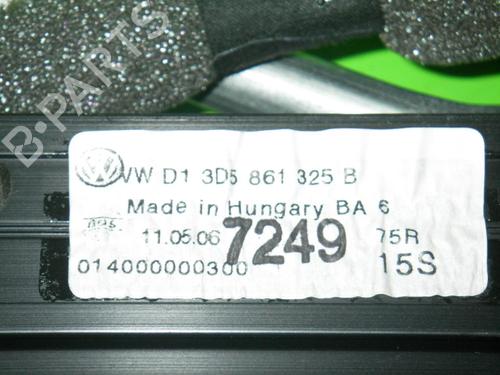 B-PARTS
VW D1 3D5 861 325 B
Made in Hungary BA 6
11.05.06 7249 75R
014000000300 15S